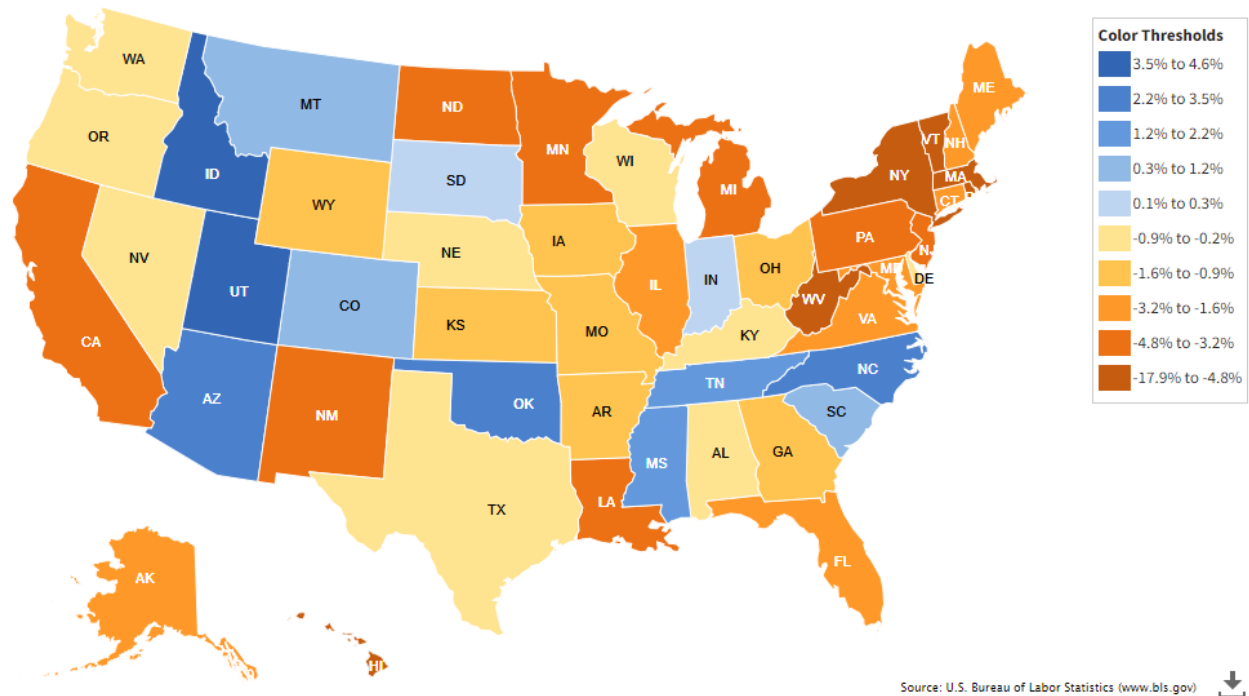 Color Thresholds
3.5% to 4.6%
2.2% to 3.5%
1.2% to 2.2%
0.3% to 1.2%
0.1% to 0.3%
-0.9% to -0.2%
-1.6% to -0.9%
-3.2% to -1.6%
-4.8% to -3.2%
-17.9% to -4.8%
WA
MT
ND
MN
ME
OR
ID
WY
SD
WI
MI
NY
VT
NH
MA
CT
NV
UT
CO
NE
IA
IL
IN
OH
PA
NJ
DE
CA
AZ
NM
KS
MO
KY
WV
VA
OK
AR
TN
NC
SC
TX
LA
MS
AL
GA
FL
AK
HI
Source: U.S. Bureau of Labor Statistics (www.bls.gov)